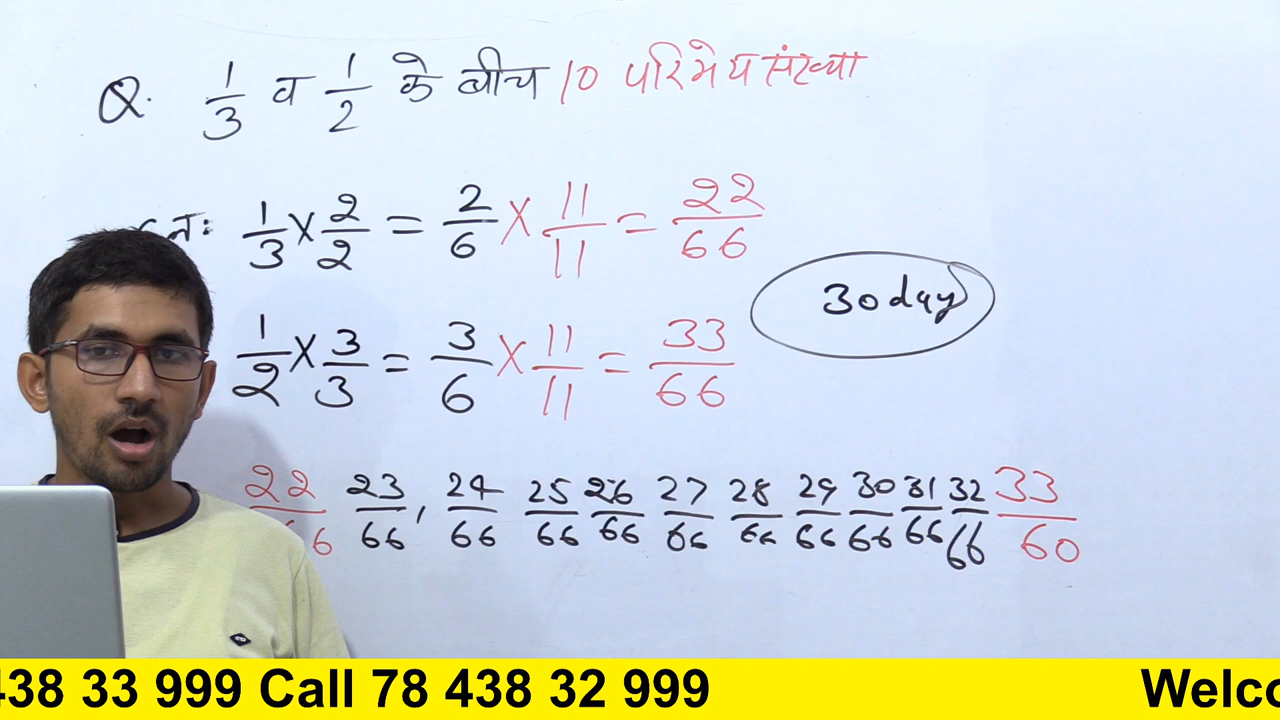 Q. 1/3 व 1/2 के बीच 10 परिमेय संख्या
1/3 × 2/2 = 2/6 × 11/11 = 22/66
30 day
1/2 × 3/3 = 3/6 × 11/11 = 33/66
22/66 23/66, 24/66 25/66 26/66 27/66 28/66 29/66 30/66 31/66 32/66 33/60
438 33 999 Call 78 438 32 999 Welco